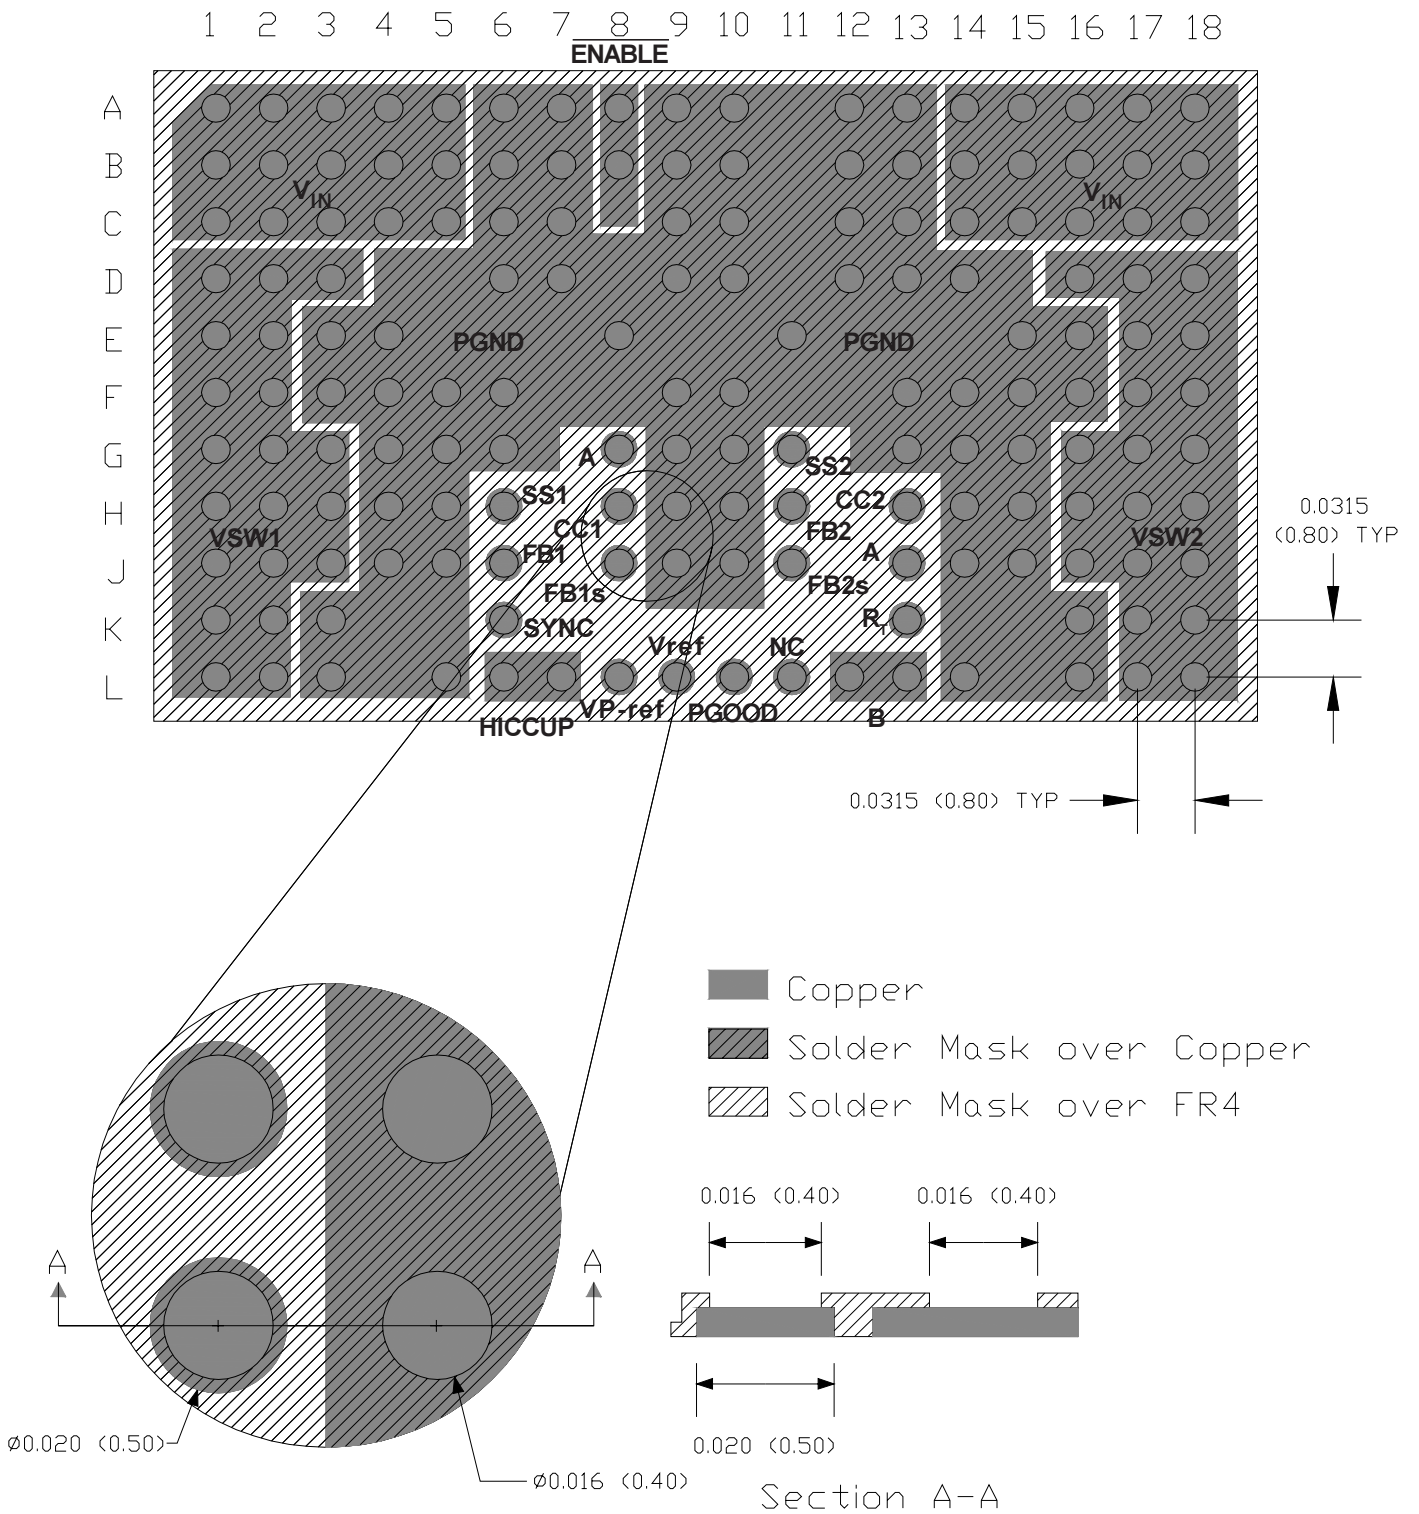 1 2 3 4 5 6 7 8 9 10 11 12 13 14 15 16 17 18
ENABLE
A
B
VIN VIN
C
D
E PGND PGND
F
G A SS2
H SS1 CC2
CC1 FB2
VSW1 VSW2
J FB1 A
FB1s FB2s
K SYNC RT
Vref NC
L
HICCUP VP-ref PGOOD B
0.0315
(0.80) TYP
0.0315 (0.80) TYP
Copper
Solder Mask over Copper
Solder Mask over FR4
0.016 (0.40) 0.016 (0.40)
A A
Ø0.020 (0.50)
0.020 (0.50)
Ø0.016 (0.40)
Section A-A